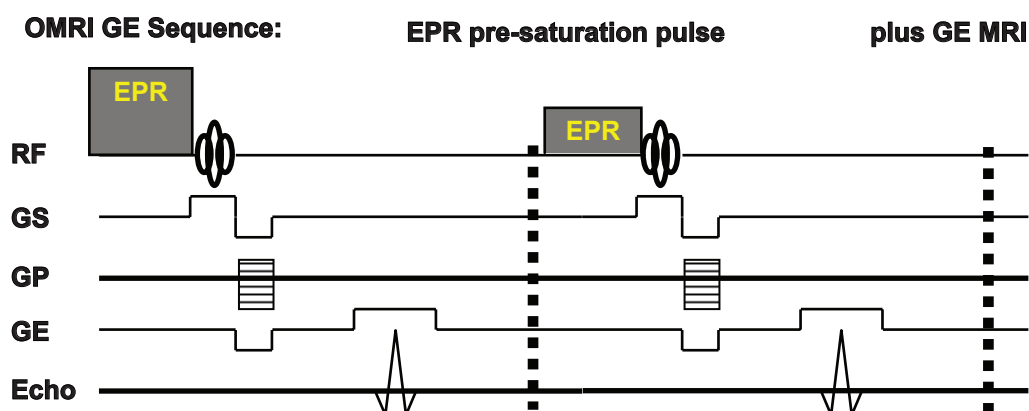 OMRI GE Sequence: EPR pre-saturation pulse plus GE MRI
EPR
EPR
RF
GS
GP
GE
Echo